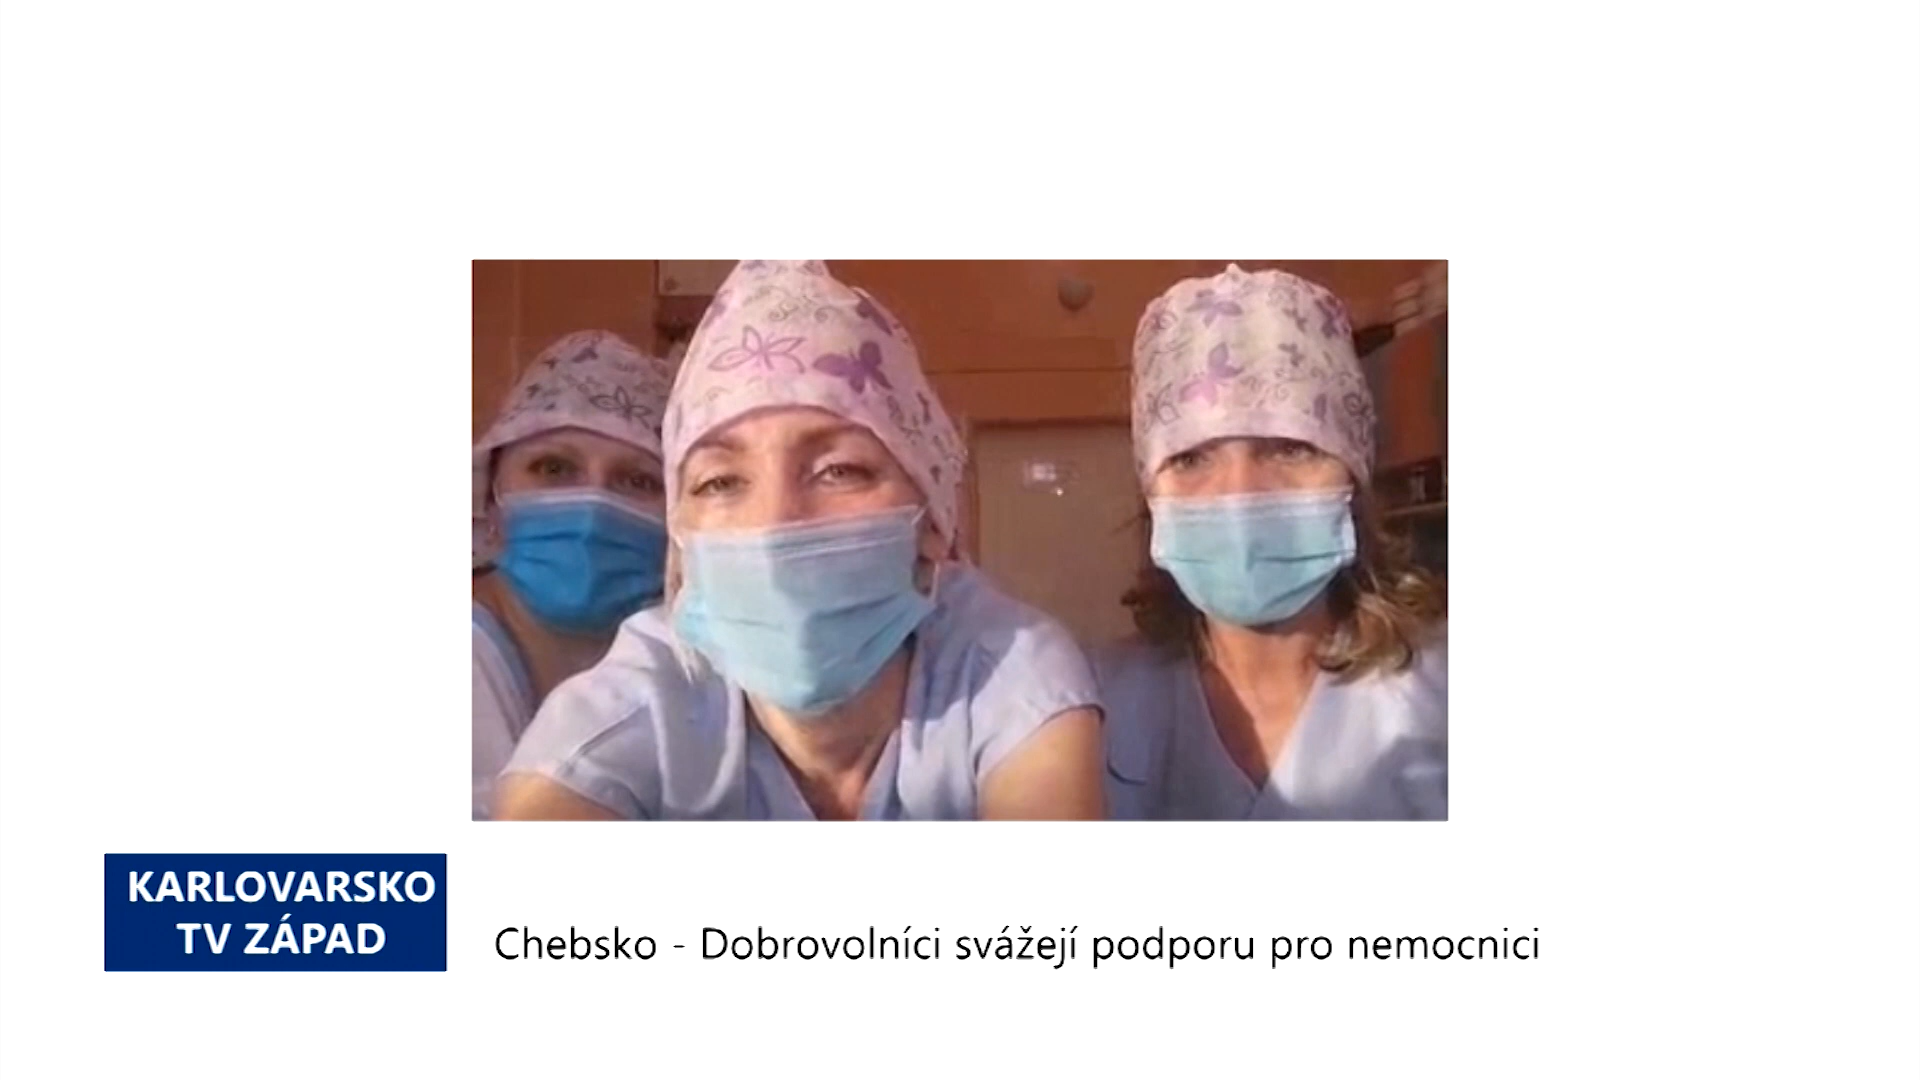 KARLOVARSKO
TV ZÁPAD
Chebsko - Dobrovolníci svážejí podporu pro nemocnici